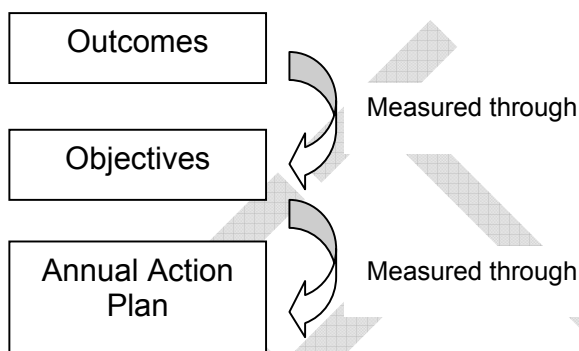 Outcomes
Measured through
Objectives
Measured through
Annual Action
Plan